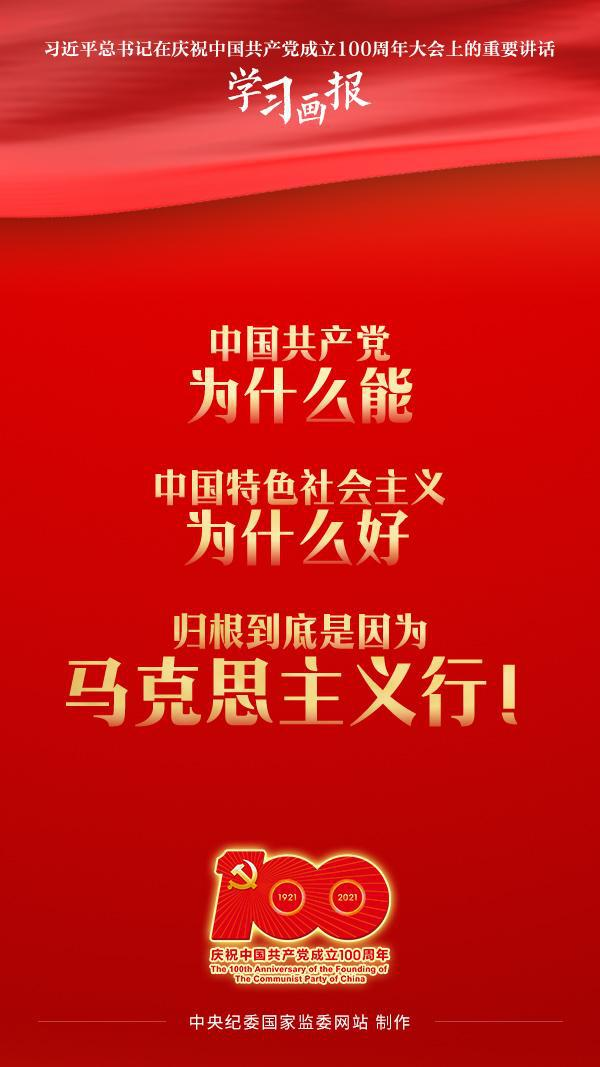 习近平总书记在庆祝中国共产党成立100周年大会上的重要讲话
学习画报
中国共产党
为什么能
中国特色社会主义
为什么好
归根到底是因为
马克思主义行！
100
1921
2021
庆祝中国共产党成立100周年
The 100th Anniversary of the Founding of
The Communist Party of China
中央纪委国家监委网站 制作